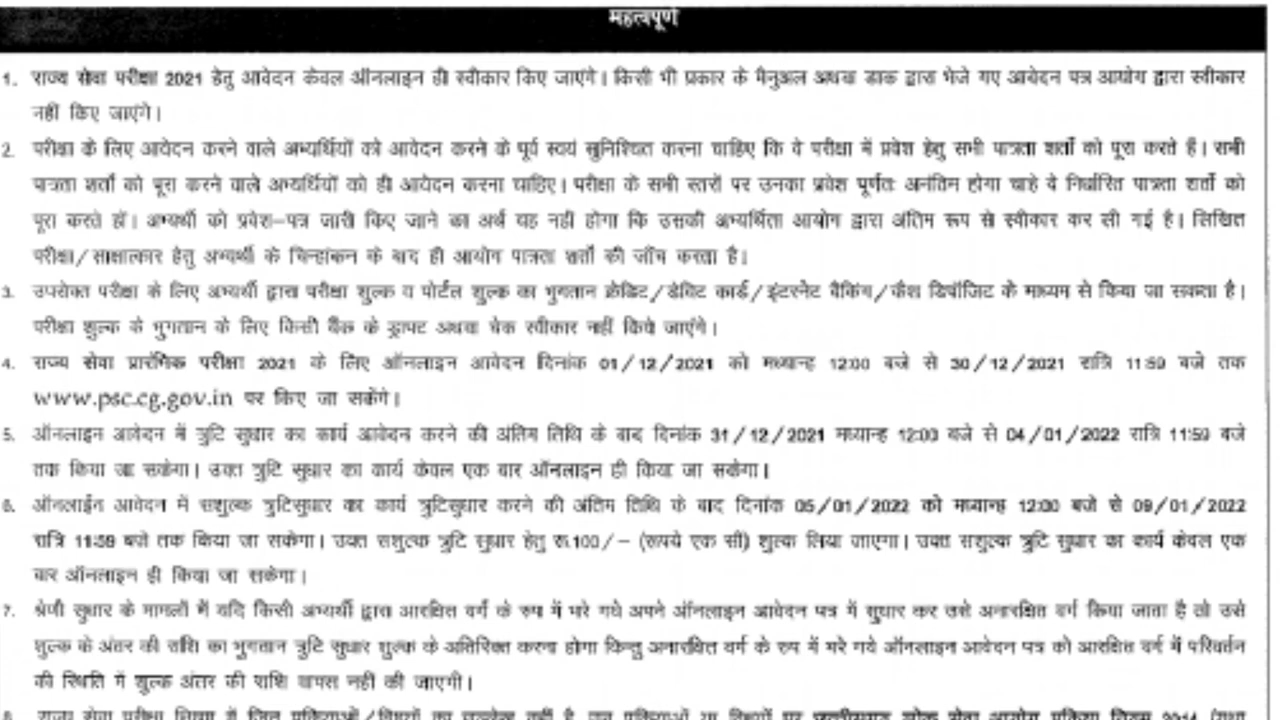 महत्वपूर्ण
1. राज्य सेवा परीक्षा 2021 हेतु आवेदन केवल ऑनलाइन ही स्वीकार किए जाएंगे। किसी भी प्रकार के मैनुअल अथवा डाक द्वारा भेजे गए आवेदन पत्र आयोग द्वारा स्वीकार
नहीं किए जाएंगे।
2. परीक्षा के लिए आवेदन करने वाले अभ्यर्थियों को आवेदन करने के पूर्व स्वयं सुनिश्चित करना चाहिए कि वे परीक्षा में प्रवेश हेतु सभी पात्रता शर्तों को पूरा करते हैं। सभी
पात्रता शर्तों को पूरा करने वाले अभ्यर्थियों को ही आवेदन करना चाहिए। परीक्षा के सभी स्तरों पर उनका प्रवेश पूर्णतः अनंतिम होगा चाहे वे निर्धारित पात्रता शर्तों को
पूरा करते हों। अभ्यर्थी को प्रवेश–पत्र जारी किए जाने का अर्थ यह नहीं होगा कि उसकी अभ्यर्थिता आयोग द्वारा अंतिम रूप से स्वीकार कर ली गई है। लिखित
परीक्षा/साक्षात्कार हेतु अभ्यर्थी के चिन्हांकन के बाद ही आयोग पात्रता शर्तों की जाँच करता है।
3. उपरोक्त परीक्षा के लिए अभ्यर्थी द्वारा परीक्षा शुल्क व पोर्टल शुल्क का भुगतान क्रेडिट/डेबिट कार्ड/इंटरनेट बैंकिंग/कैश डिपॉजिट के माध्यम से किया जा सकता है।
परीक्षा शुल्क के भुगतान के लिए किसी बैंक के ड्राफ्ट अथवा चेक स्वीकार नहीं किये जाएंगे।
4. राज्य सेवा प्रारंभिक परीक्षा 2021 के लिए ऑनलाइन आवेदन दिनांक 01/12/2021 को मध्यान्ह 12:00 बजे से 30/12/2021 रात्रि 11:59 बजे तक
www.psc.cg.gov.in पर किए जा सकेंगे।
5. ऑनलाइन आवेदन में त्रुटि सुधार का कार्य आवेदन करने की अंतिम तिथि के बाद दिनांक 31/12/2021 मध्यान्ह 12:00 बजे से 04/01/2022 रात्रि 11:59 बजे
तक किया जा सकेगा। उक्त त्रुटि सुधार का कार्य केवल एक बार ऑनलाइन ही किया जा सकेगा।
6. ऑनलाईन आवेदन में सशुल्क त्रुटिसुधार का कार्य त्रुटिसुधार करने की अंतिम तिथि के बाद दिनांक 05/01/2022 को मध्यान्ह 12:00 बजे से 09/01/2022
रात्रि 11:59 बजे तक किया जा सकेगा। उक्त सशुल्क त्रुटि सुधार हेतु रू.100/– (रूपये एक सौ) शुल्क लिया जाएगा। उक्त सशुल्क त्रुटि सुधार का कार्य केवल एक
बार ऑनलाइन ही किया जा सकेगा।
7. श्रेणी सुधार के मामलों में यदि किसी अभ्यर्थी द्वारा आरक्षित वर्ग के रूप में भरे गये अपने ऑनलाइन आवेदन पत्र में सुधार कर उसे अनारक्षित वर्ग किया जाता है तो उसे
शुल्क के अंतर की राशि का भुगतान त्रुटि सुधार शुल्क के अतिरिक्त करना होगा किन्तु अनारक्षित वर्ग के रूप में भरे गये ऑनलाइन आवेदन पत्र को आरक्षित वर्ग में परिवर्तन
की स्थिति में शुल्क अंतर की राशि वापस नहीं की जाएगी।
8. राज्य सेवा परीक्षा